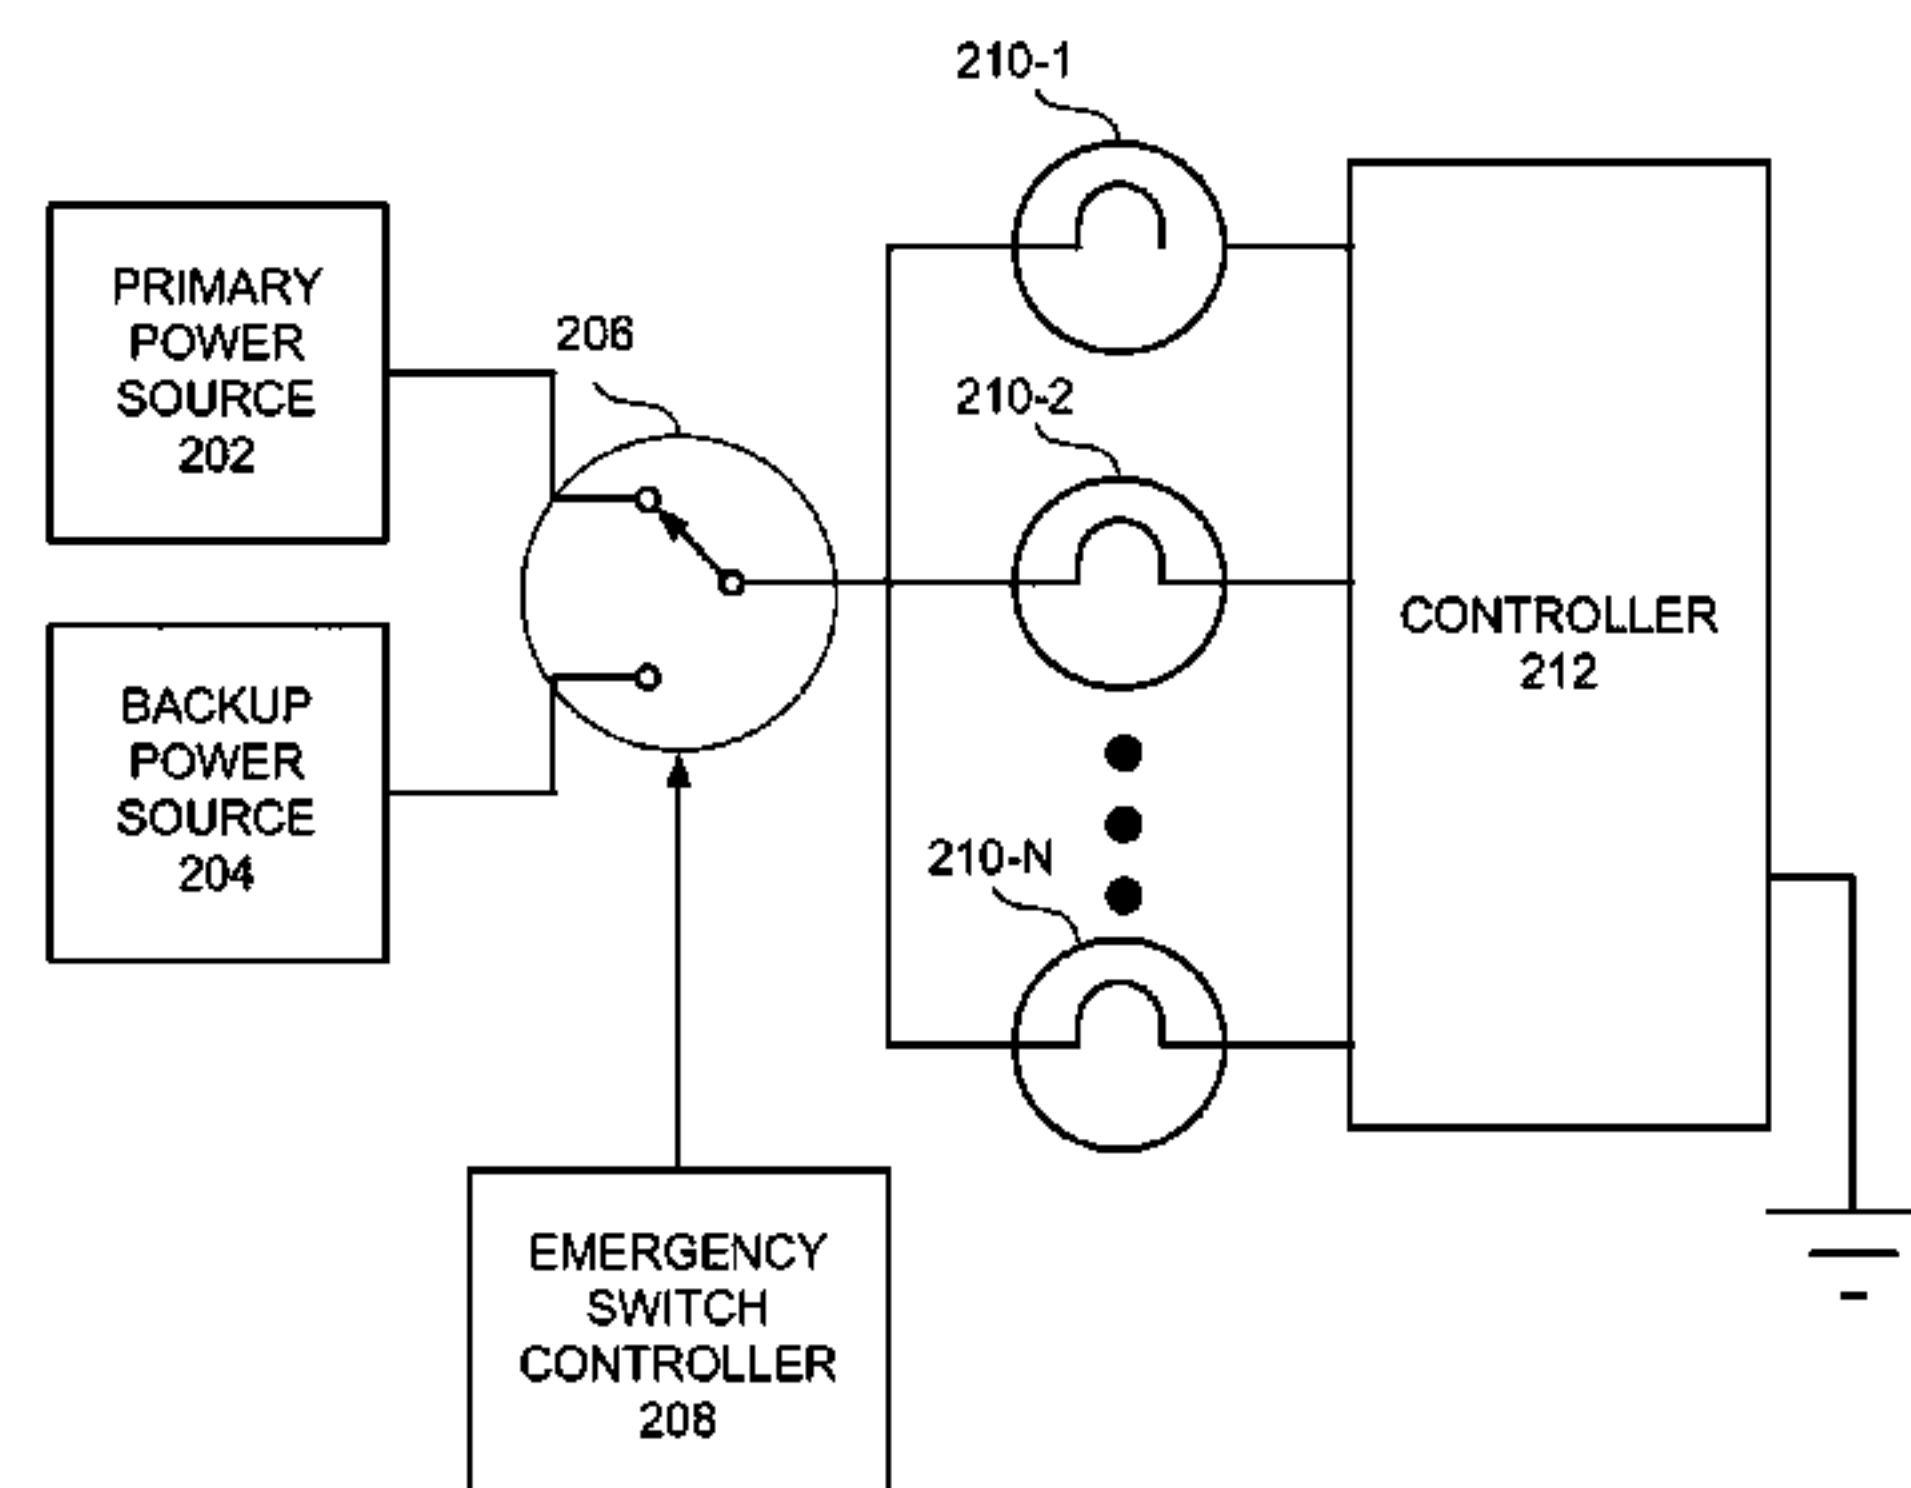 210-1
PRIMARY
POWER
SOURCE
202
206
210-2
CONTROLLER
212
BACKUP
POWER
SOURCE
204
210-N
EMERGENCY
SWITCH
CONTROLLER
208